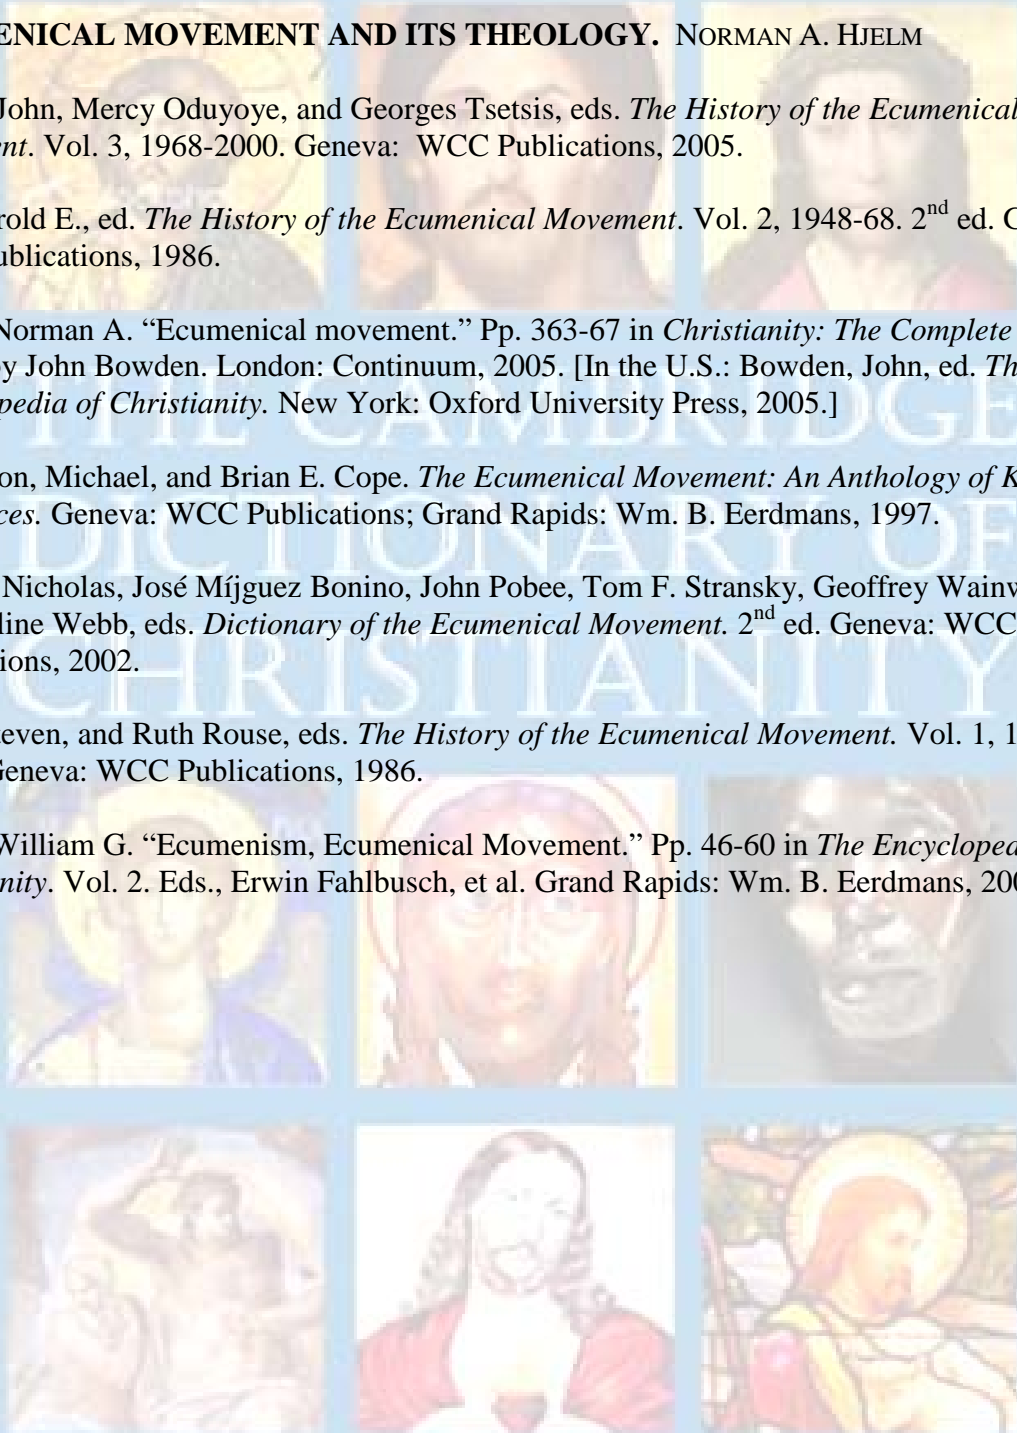 ENICAL MOVEMENT AND ITS THEOLOGY. NORMAN A. HJELM
John, Mercy Oduyoye, and Georges Tsetsis, eds. The History of the Ecumenical
ent. Vol. 3, 1968-2000. Geneva: WCC Publications, 2005.
rold E., ed. The History of the Ecumenical Movement. Vol. 2, 1948-68. 2nd ed. G
ublications, 1986.
Norman A. “Ecumenical movement.” Pp. 363-67 in Christianity: The Complete
by John Bowden. London: Continuum, 2005. [In the U.S.: Bowden, John, ed. Th
pedia of Christianity. New York: Oxford University Press, 2005.]
on, Michael, and Brian E. Cope. The Ecumenical Movement: An Anthology of K
ces. Geneva: WCC Publications; Grand Rapids: Wm. B. Eerdmans, 1997.
Nicholas, José Míjguez Bonino, John Pobee, Tom F. Stransky, Geoffrey Wainw
line Webb, eds. Dictionary of the Ecumenical Movement. 2nd ed. Geneva: WCC
tions, 2002.
teven, and Ruth Rouse, eds. The History of the Ecumenical Movement. Vol. 1, 1
Geneva: WCC Publications, 1986.
William G. “Ecumenism, Ecumenical Movement.” Pp. 46-60 in The Encycloped
nity. Vol. 2. Eds., Erwin Fahlbusch, et al. Grand Rapids: Wm. B. Eerdmans, 200
THE CAMBRIDGE
DICTIONARY OF
CHRISTIANITY